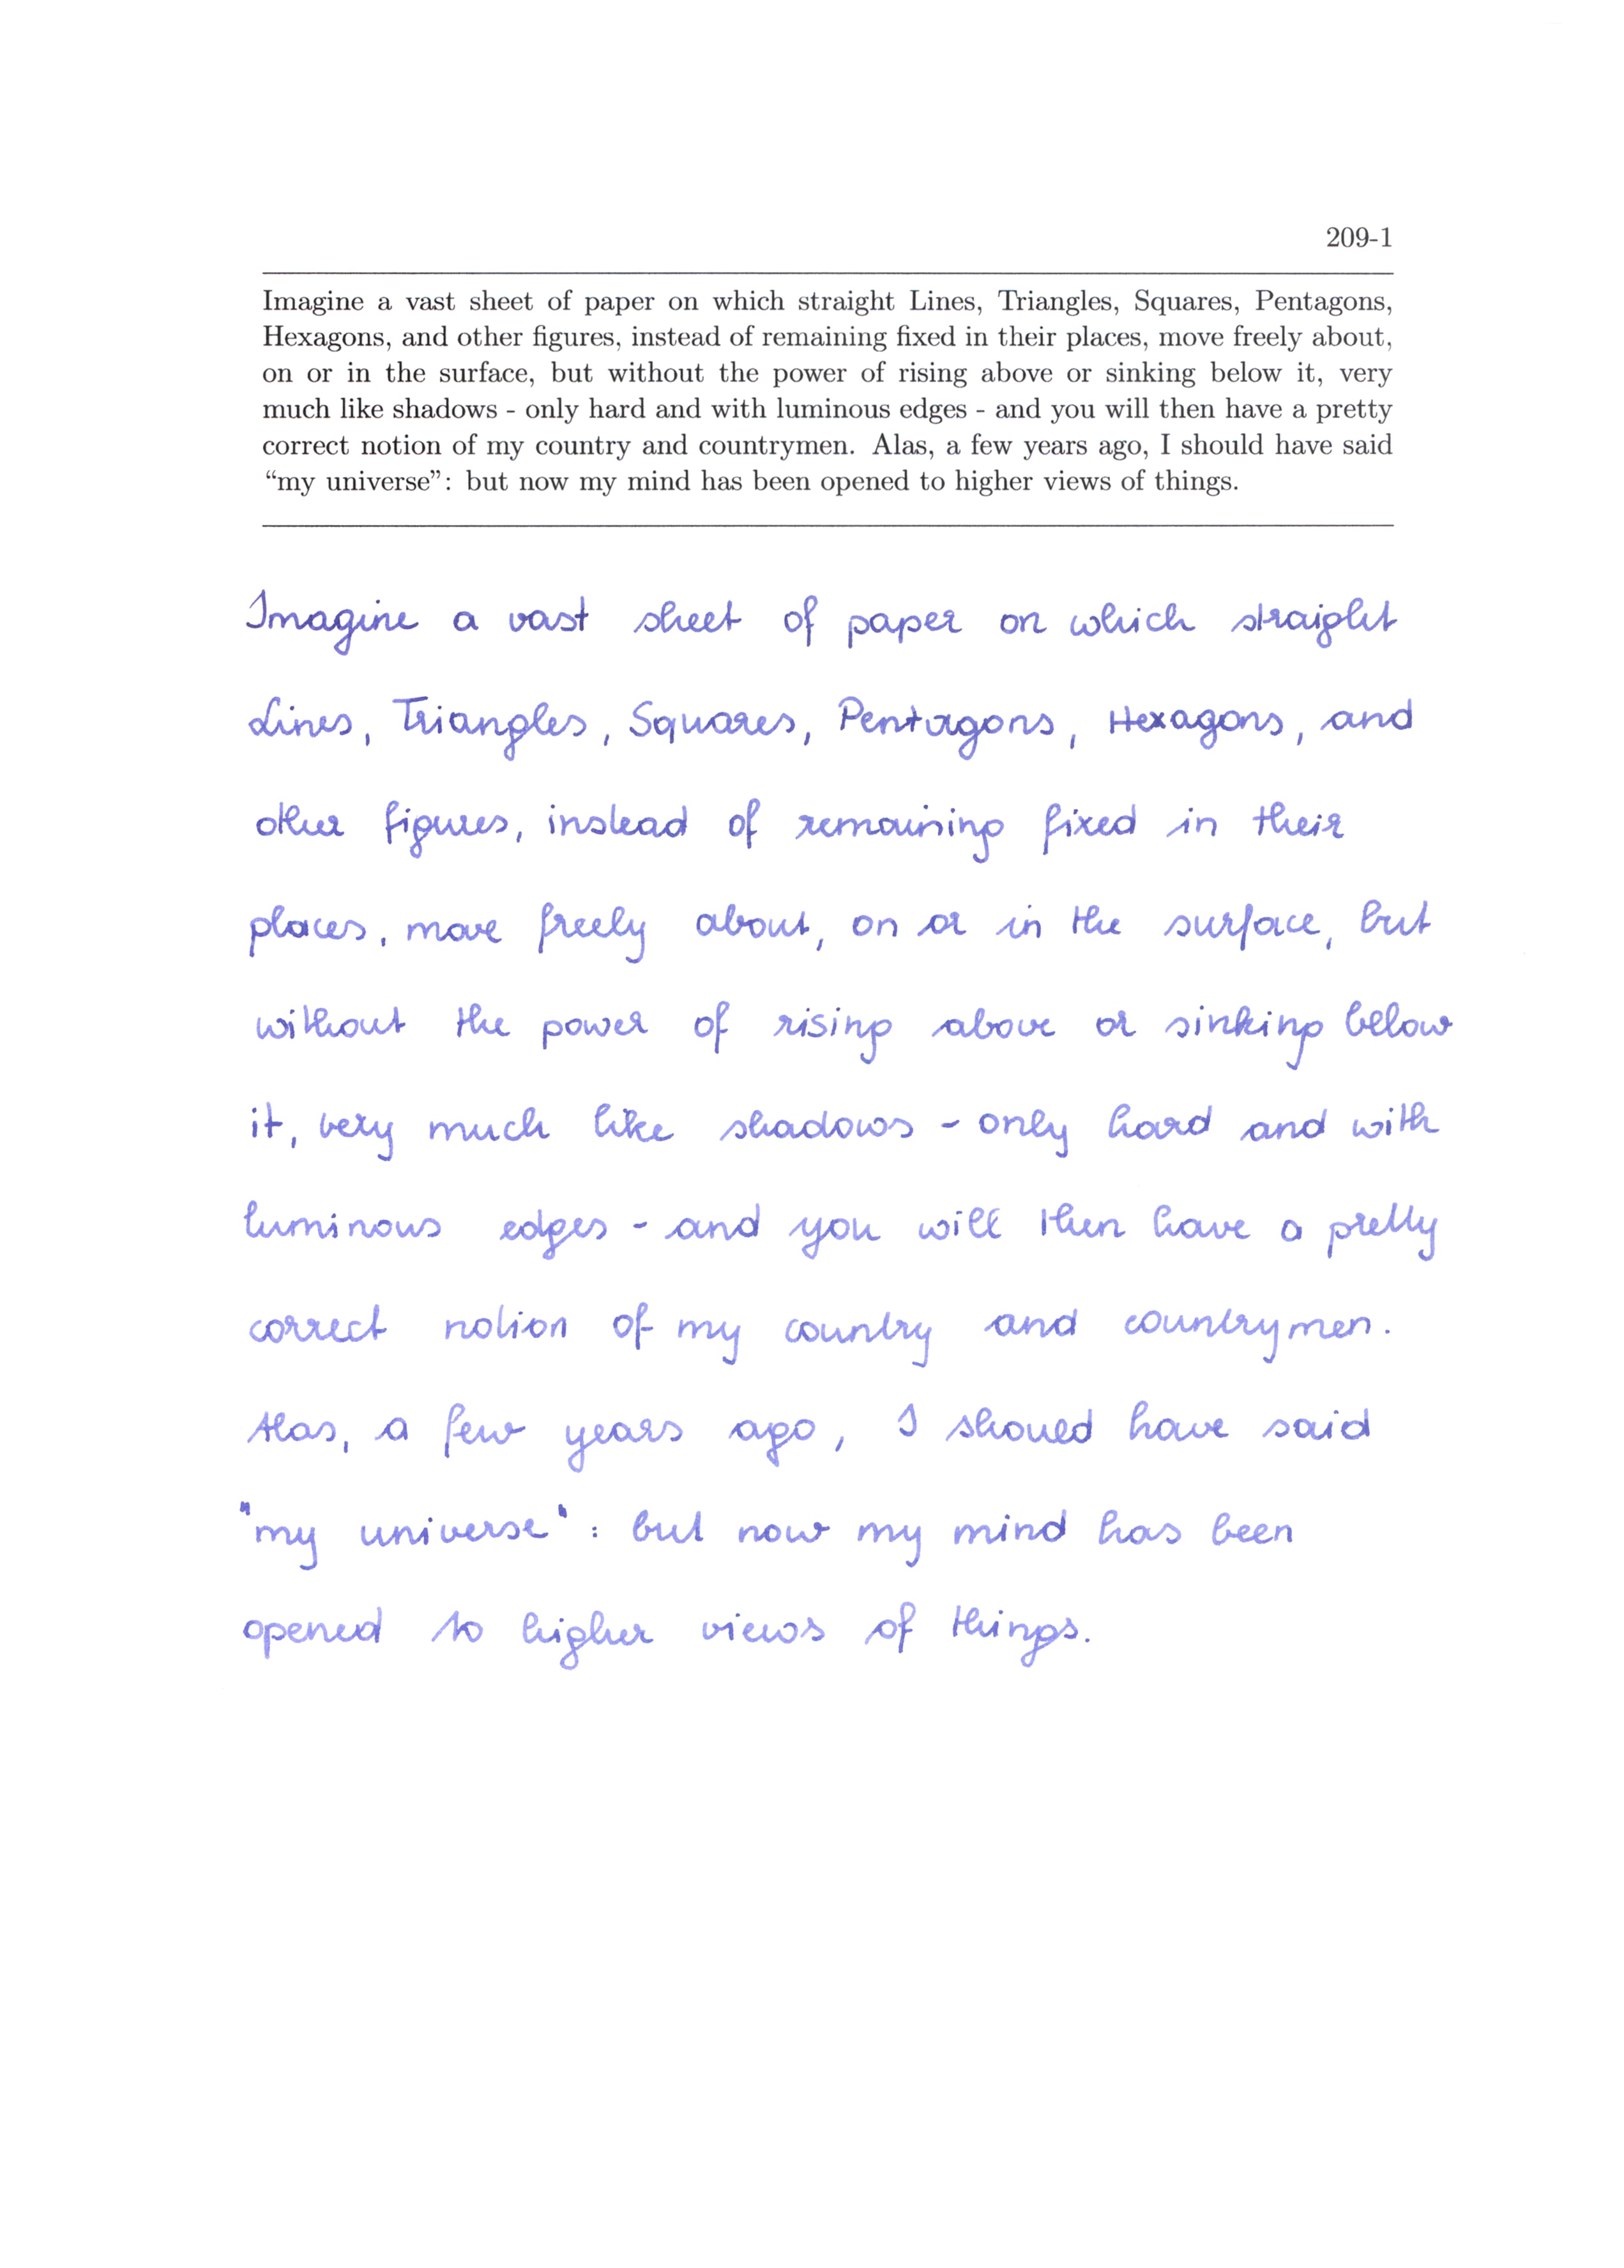 209-1
Imagine a vast sheet of paper on which straight Lines, Triangles, Squares, Pentagons,
Hexagons, and other figures, instead of remaining fixed in their places, move freely about,
on or in the surface, but without the power of rising above or sinking below it, very
much like shadows - only hard and with luminous edges - and you will then have a pretty
correct notion of my country and countrymen. Alas, a few years ago, I should have said
“my universe”: but now my mind has been opened to higher views of things.
Imagine a vast sheet of paper on which straight
Lines, Triangles, Squares, Pentagons, Hexagons, and
other figures, instead of remaining fixed in their
places, move freely about, on or in the surface, but
without the power of rising above or sinking below
it, very much like shadows - only hard and with
luminous edges - and you will then have a pretty
correct notion of my country and countrymen.
Alas, a few years ago, I should have said
"my universe": but now my mind has been
opened to higher views of things.